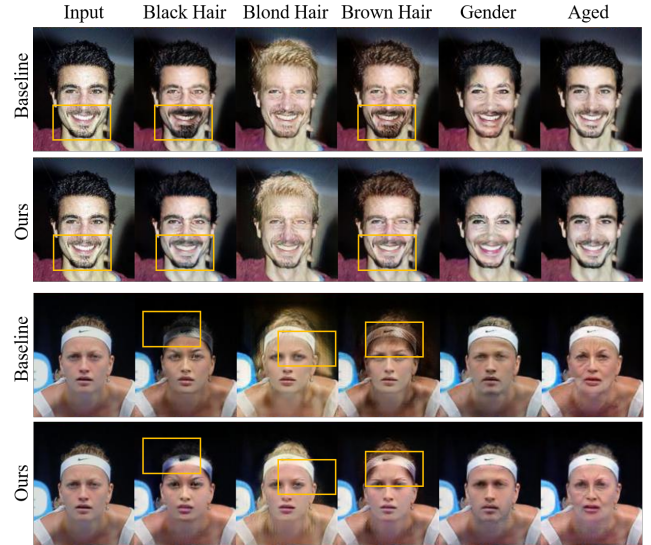 Input Black Hair Blond Hair Brown Hair Gender Aged
Baseline
Ours
Baseline
Ours